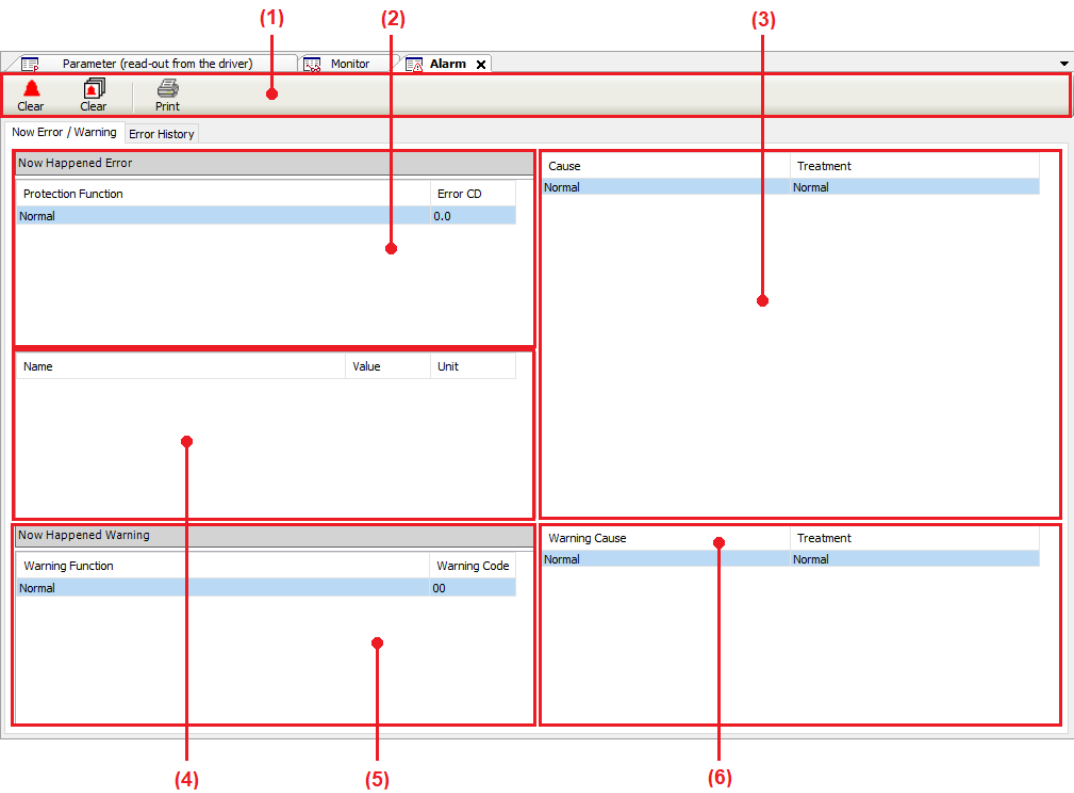 (1) (2) (3)
Parameter (read-out from the driver) Monitor Alarm x
Clear Clear Print
Now Error / Warning Error History
Now Happened Error
Protection Function Error CD
Normal 0.0
Cause Treatment
Normal Normal
Name Value Unit
Now Happened Warning
Warning Function Warning Code
Normal 00
Warning Cause Treatment
Normal Normal
(4) (5) (6)